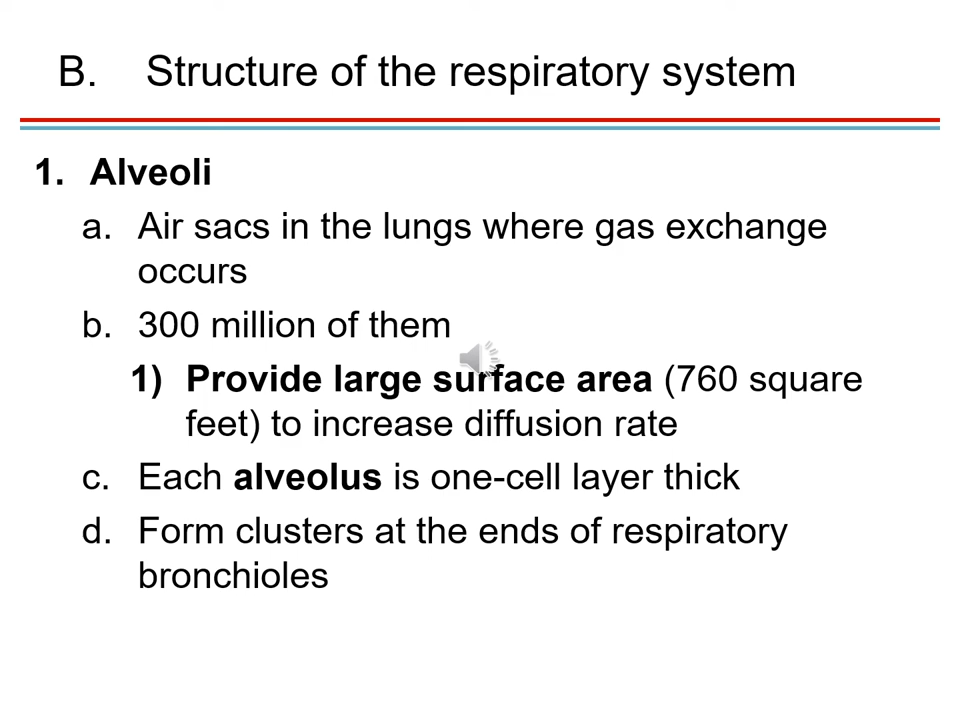 B. Structure of the respiratory system
1. Alveoli
a. Air sacs in the lungs where gas exchange
occurs
b. 300 million of them
1) Provide large surface area (760 square
feet) to increase diffusion rate
c. Each alveolus is one-cell layer thick
d. Form clusters at the ends of respiratory
bronchioles